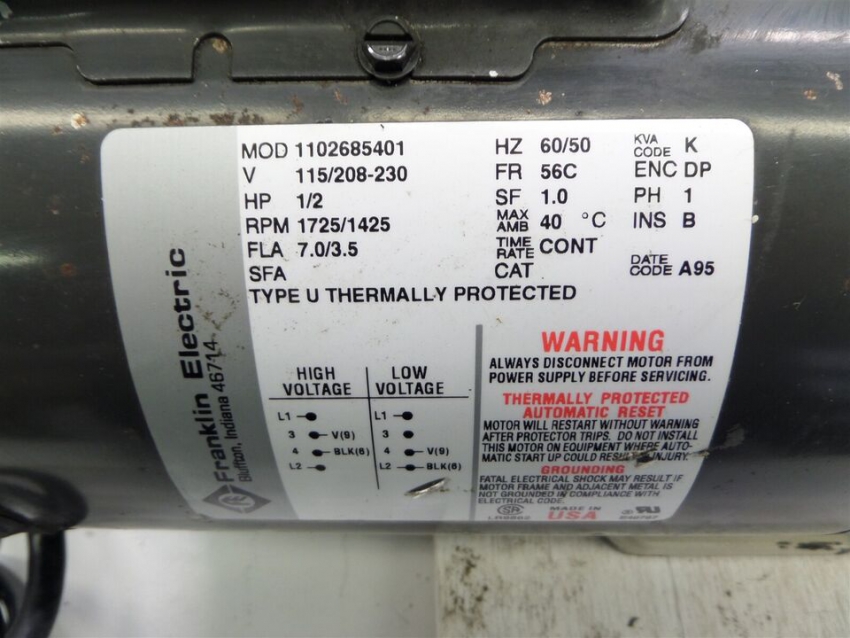 MOD 1102685401 HZ 60/50 KVA CODE K
V 115/208-230 FR 56C ENC DP
HP 1/2 SF 1.0 PH 1
RPM 1725/1425 MAX AMB 40 °C INS B
FLA 7.0/3.5 TIME RATE CONT
SFA CAT DATE CODE A95
TYPE U THERMALLY PROTECTED
Franklin Electric
Bluffton, Indiana 46714
HIGH VOLTAGE
L1
3 V(9)
4 BLK(6)
L2
LOW VOLTAGE
L1
3
4 V(9)
L2 BLK(6)
WARNING
ALWAYS DISCONNECT MOTOR FROM
POWER SUPPLY BEFORE SERVICING.
THERMALLY PROTECTED
AUTOMATIC RESET
MOTOR WILL RESTART WITHOUT WARNING
AFTER PROTECTOR TRIPS. DO NOT INSTALL
THIS MOTOR ON EQUIPMENT WHERE AUTO-
MATIC START UP COULD RESULT IN INJURY.
GROUNDING
FATAL ELECTRICAL SHOCK MAY RESULT IF
MOTOR FRAME AND ADJACENT METAL IS
NOT GROUNDED IN COMPLIANCE WITH
ELECTRICAL CODE.
MADE IN
USA